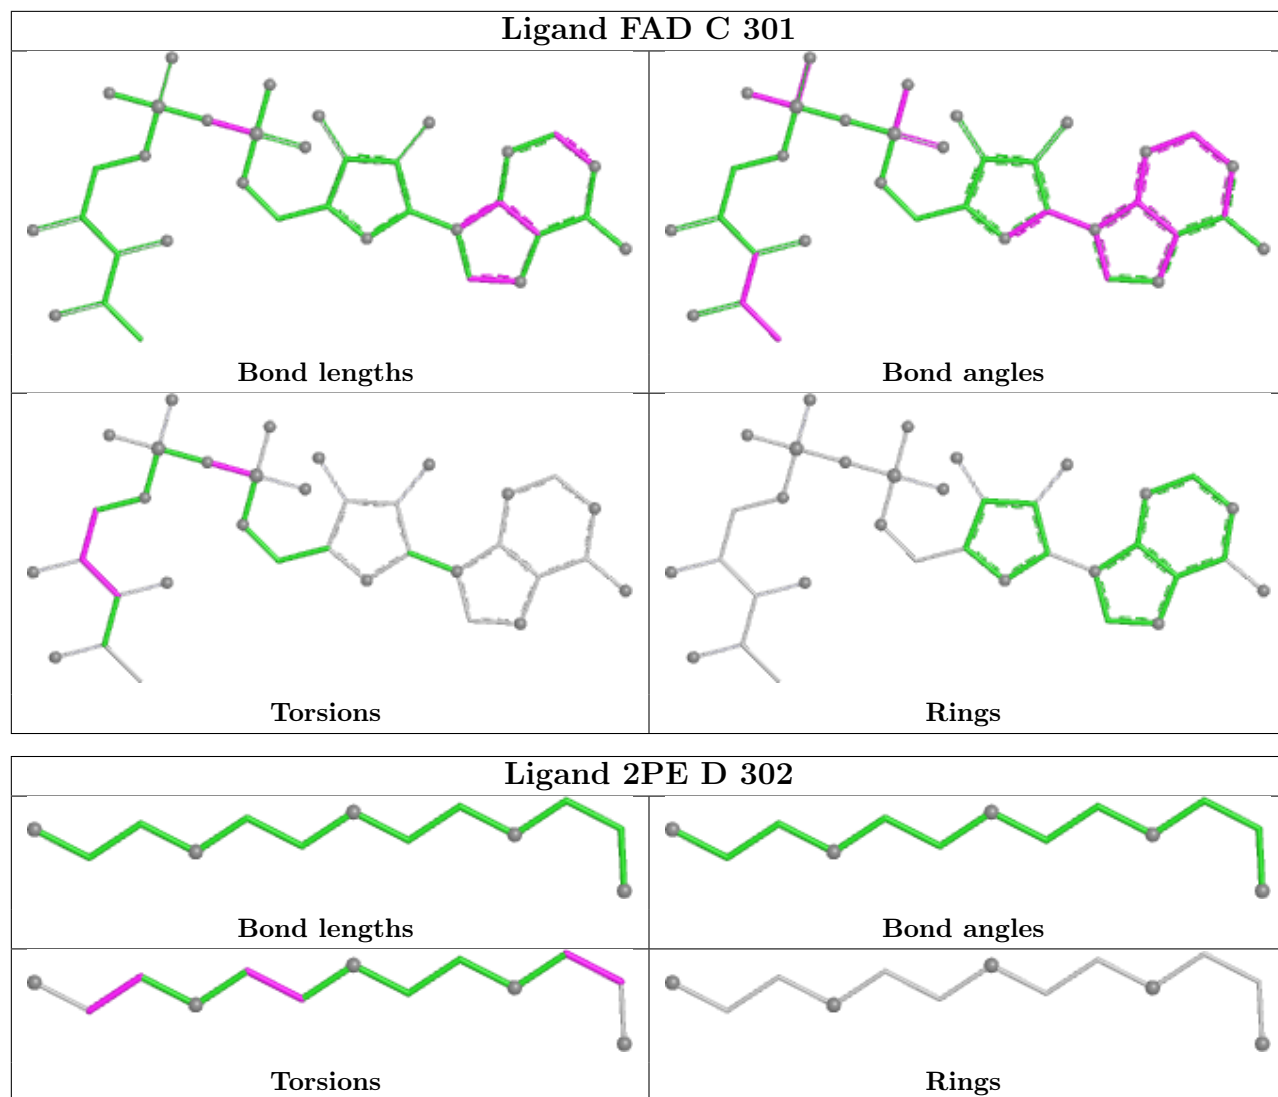 Ligand FAD C 301
Bond lengths
Bond angles
Torsions
Rings
Ligand 2PE D 302
Bond lengths
Bond angles
Torsions
Rings